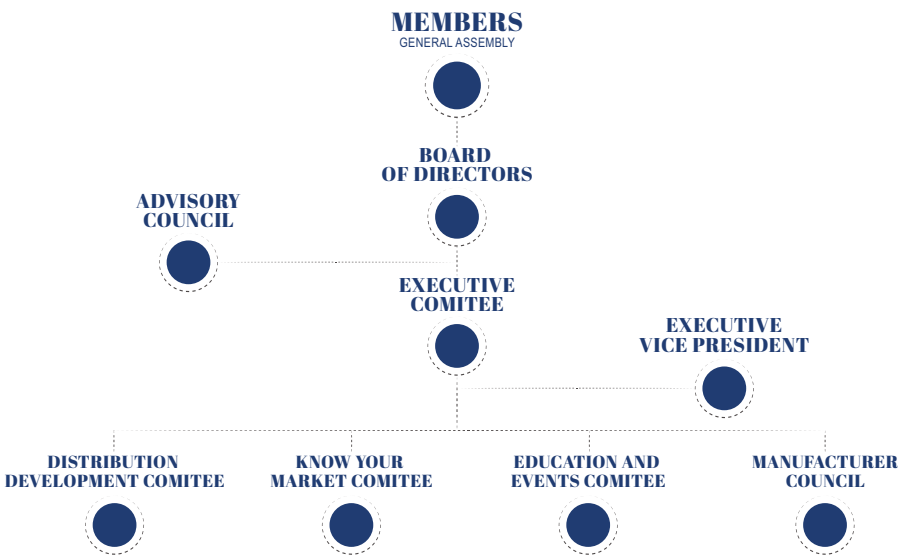 MEMBERS
GENERAL ASSEMBLY
BOARD
OF DIRECTORS
ADVISORY
COUNCIL
EXECUTIVE
COMITEE
EXECUTIVE
VICE PRESIDENT
DISTRIBUTION
DEVELOPMENT COMITEE
KNOW YOUR
MARKET COMITEE
EDUCATION AND
EVENTS COMITEE
MANUFACTURER
COUNCIL